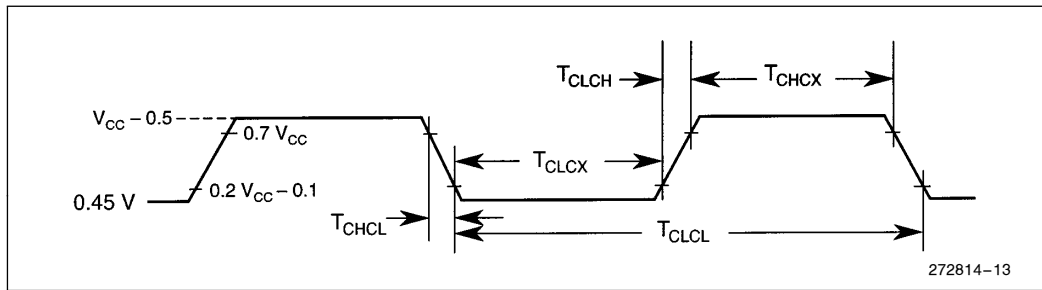 T_CLCH
T_CHCX
V_CC – 0.5
0.7 V_CC
T_CLCX
0.2 V_CC – 0.1
0.45 V
T_CHCL
T_CLCL
272814–13